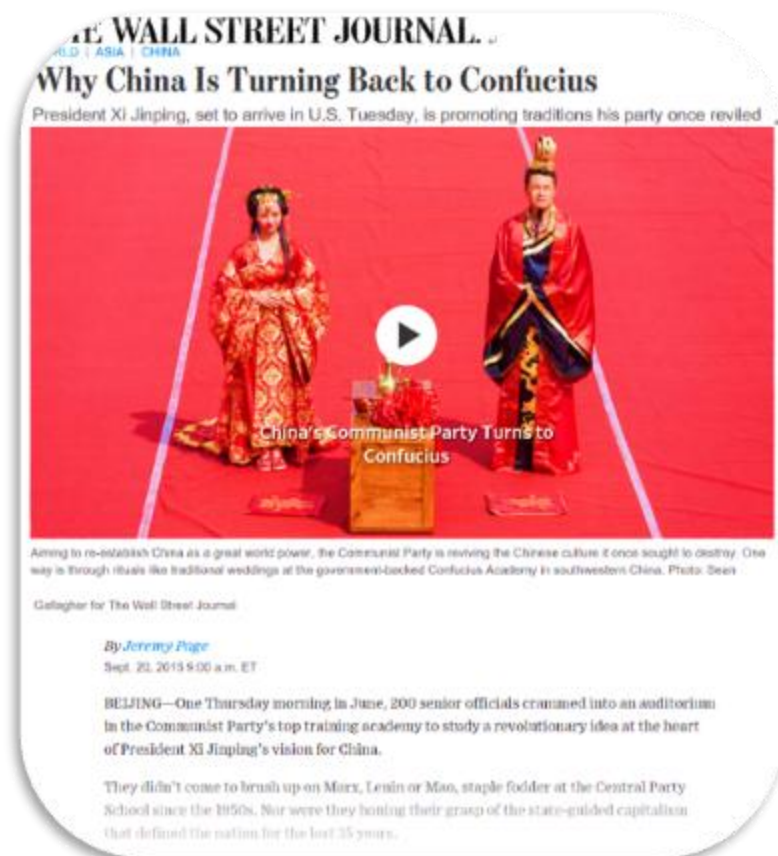 THE WALL STREET JOURNAL.
WORLD | ASIA | CHINA
Why China Is Turning Back to Confucius
President Xi Jinping, set to arrive in U.S. Tuesday, is promoting traditions his party once reviled
China's Communist Party Turns to
Confucius
Aiming to re-establish China as a great world power, the Communist Party is reviving the Chinese culture it once sought to destroy. One
way is through rituals like traditional weddings at the government-backed Confucius Academy in southwestern China. Photo: Sean
Gallagher for The Wall Street Journal
By Jeremy Page
Sept. 20, 2015 9:00 a.m. ET
BEIJING—One Thursday morning in June, 200 senior officials crammed into an auditorium
in the Communist Party's top training academy to study a revolutionary idea at the heart
of President Xi Jinping's vision for China.
They didn't come to brush up on Marx, Lenin or Mao, staple fodder at the Central Party
School since the 1950s. Nor were they honing their grasp of the state-guided capitalism
that defined the nation for the last 35 years.